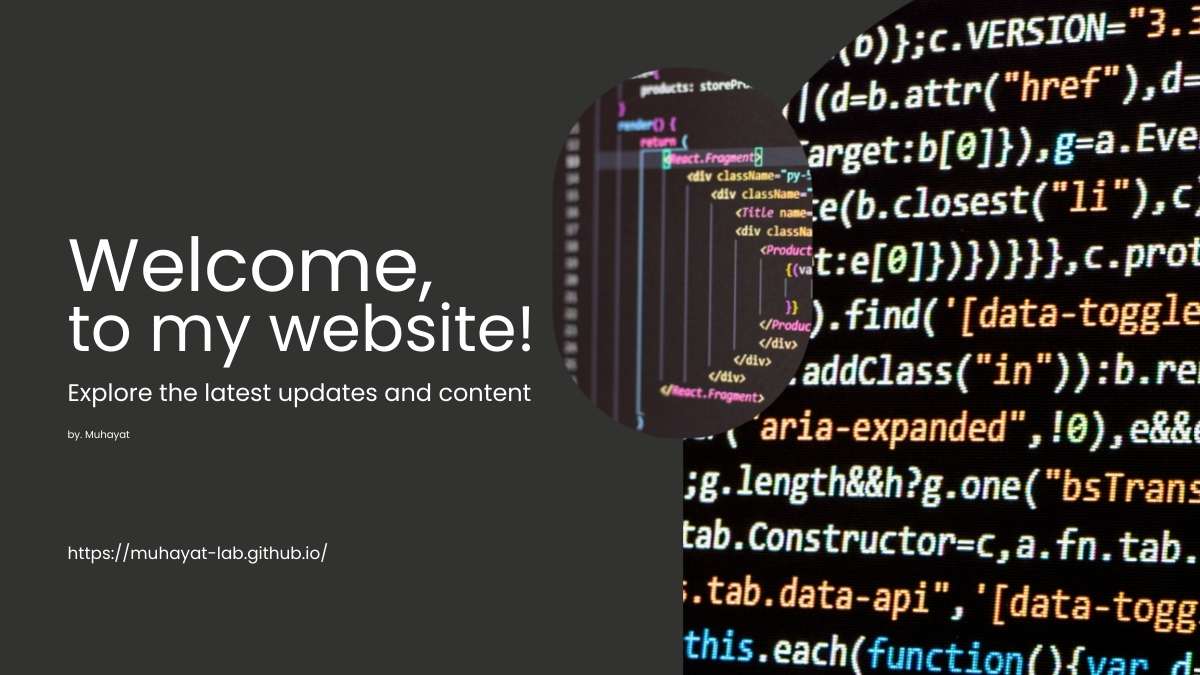 Welcome,
to my website!
Explore the latest updates and content
by. Muhayat
https://muhayat-lab.github.io/
products: storePr
}
render() {
return (
<React.Fragment>
<div className="py-5
<div className="
<Title name=
<div classNa
<Product
{(va
}}
</Produc
</div>
</div>
</div>
</React.Fragment>
}
(b)};c.VERSION="3.3
|(d=b.attr("href"),d=
Target:b[0]}),g=a.Eve
te(b.closest("li"),c
t:e[0]})})}}},c.prot
).find('[data-toggle
.addClass("in")):b.re
("aria-expanded",!0),e&&
;g.length&&h?g.one("bsTrans
tab.Constructor=c,a.fn.tab.
s.tab.data-api",'[data-togg
this.each(function(){var d